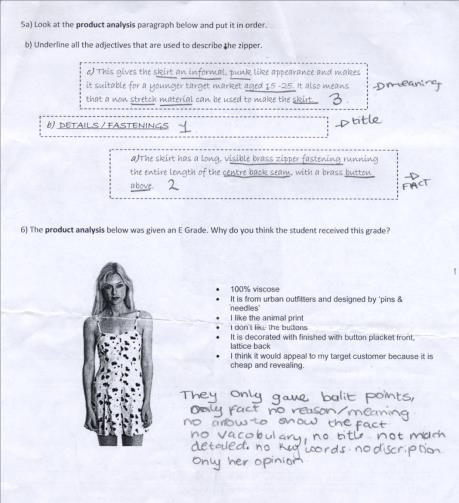 5a) Look at the product analysis paragraph below and put it in order.
b) Underline all the adjectives that are used to describe the zipper.
a) This gives the skirt an informal, punk like appearance and makes
it suitable for a younger target market aged 15 -25. It also means
that a non stretch material can be used to make the skirt. 3
meaning
b) DETAILS / FASTENINGS 1
title
a)The skirt has a long, visible brass zipper fastening running
the entire length of the centre back seam, with a brass button
above. 2
FACT
6) The product analysis below was given an E Grade. Why do you think the student received this grade?
• 100% viscose
• It is from urban outfitters and designed by 'pins &
needles'
• I like the animal print
• I don't like the buttons
• It is decorated with finished with button placket front,
lattice back
• I think it would appeal to my target customer because it is
cheap and revealing.
They only gave balit points,
only fact no reason/meaning
no arrow to show the fact
no vacobulary, no title not much
detailed. no key words no discription
only her opinion